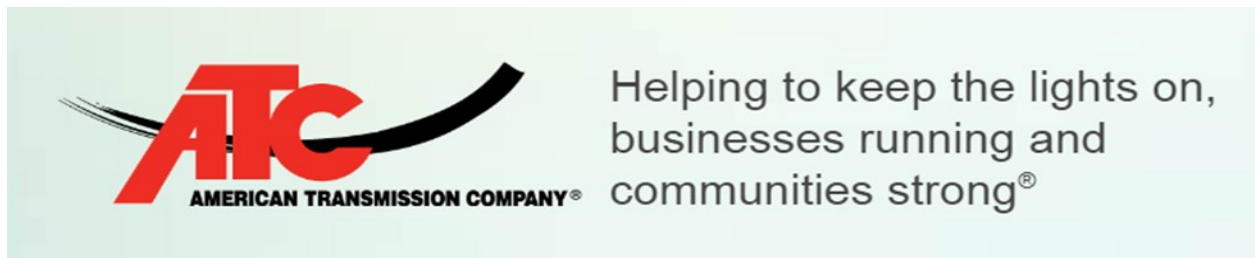 ATC
AMERICAN TRANSMISSION COMPANY®
Helping to keep the lights on,
businesses running and
communities strong®